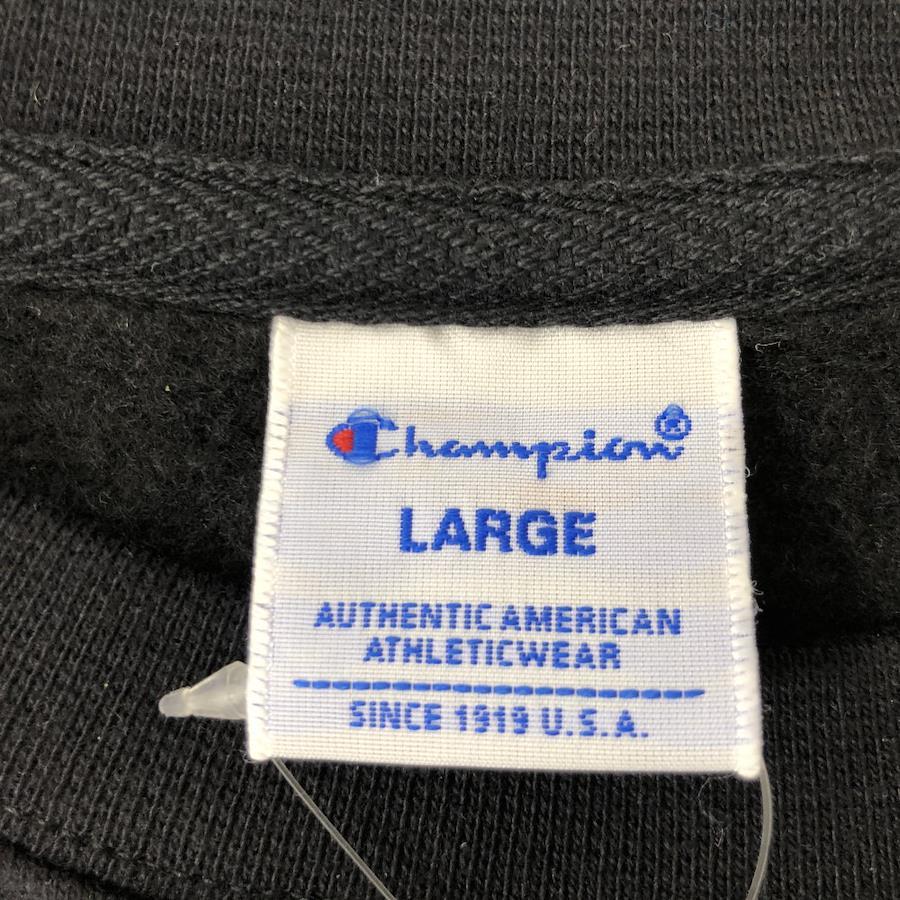 Champion®
LARGE
AUTHENTIC AMERICAN
ATHLETICWEAR
SINCE 1919 U.S.A.